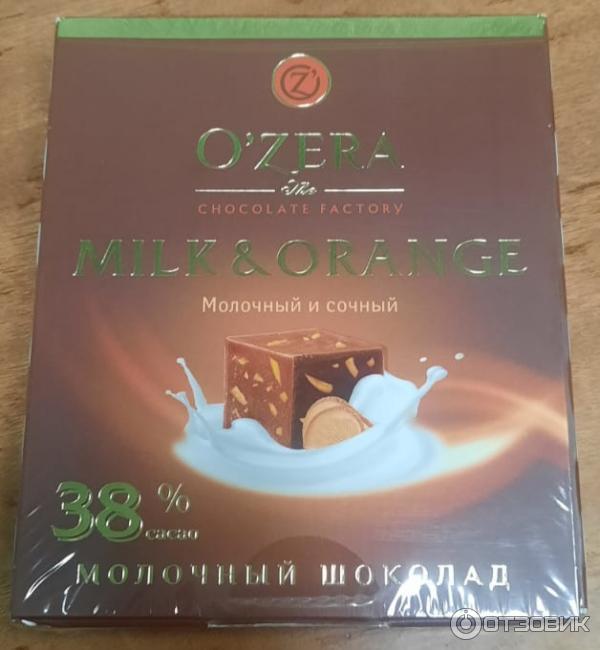 O'ZERA
The
CHOCOLATE FACTORY
MILK & ORANGE
Молочный и сочный
38 %
cacao
МОЛОЧНЫЙ ШОКОЛАД
ОТЗОВИК